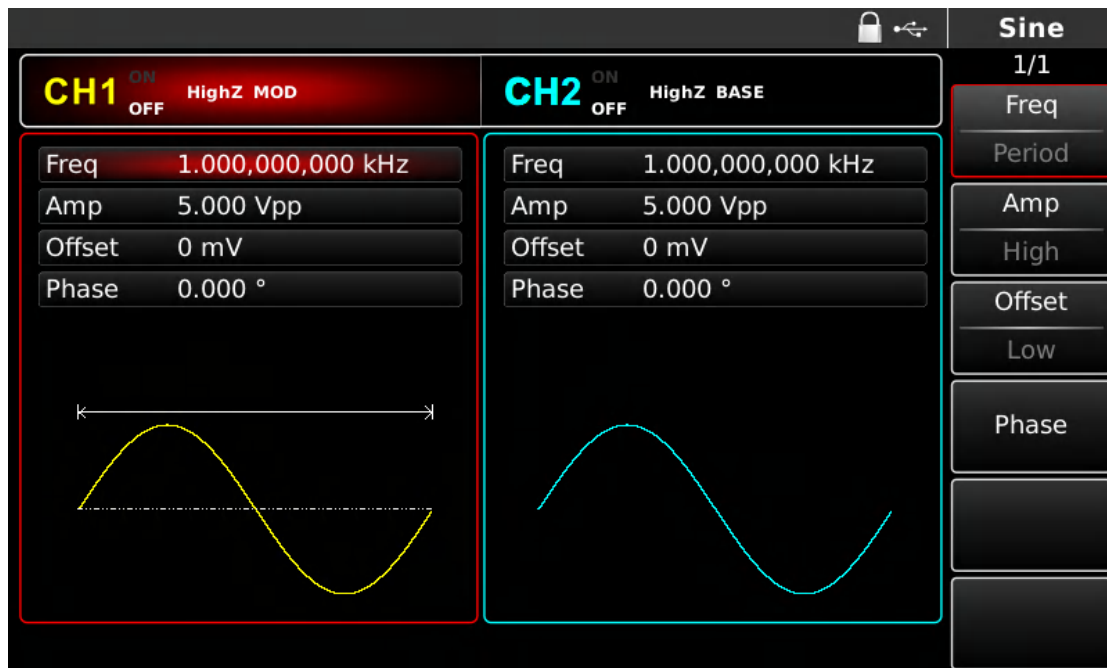 Sine
1/1
CH1 ON OFF HighZ MOD
CH2 ON OFF HighZ BASE
Freq 1.000,000,000 kHz
Amp 5.000 Vpp
Offset 0 mV
Phase 0.000 °
Freq 1.000,000,000 kHz
Amp 5.000 Vpp
Offset 0 mV
Phase 0.000 °
Freq
Period
Amp
High
Offset
Low
Phase